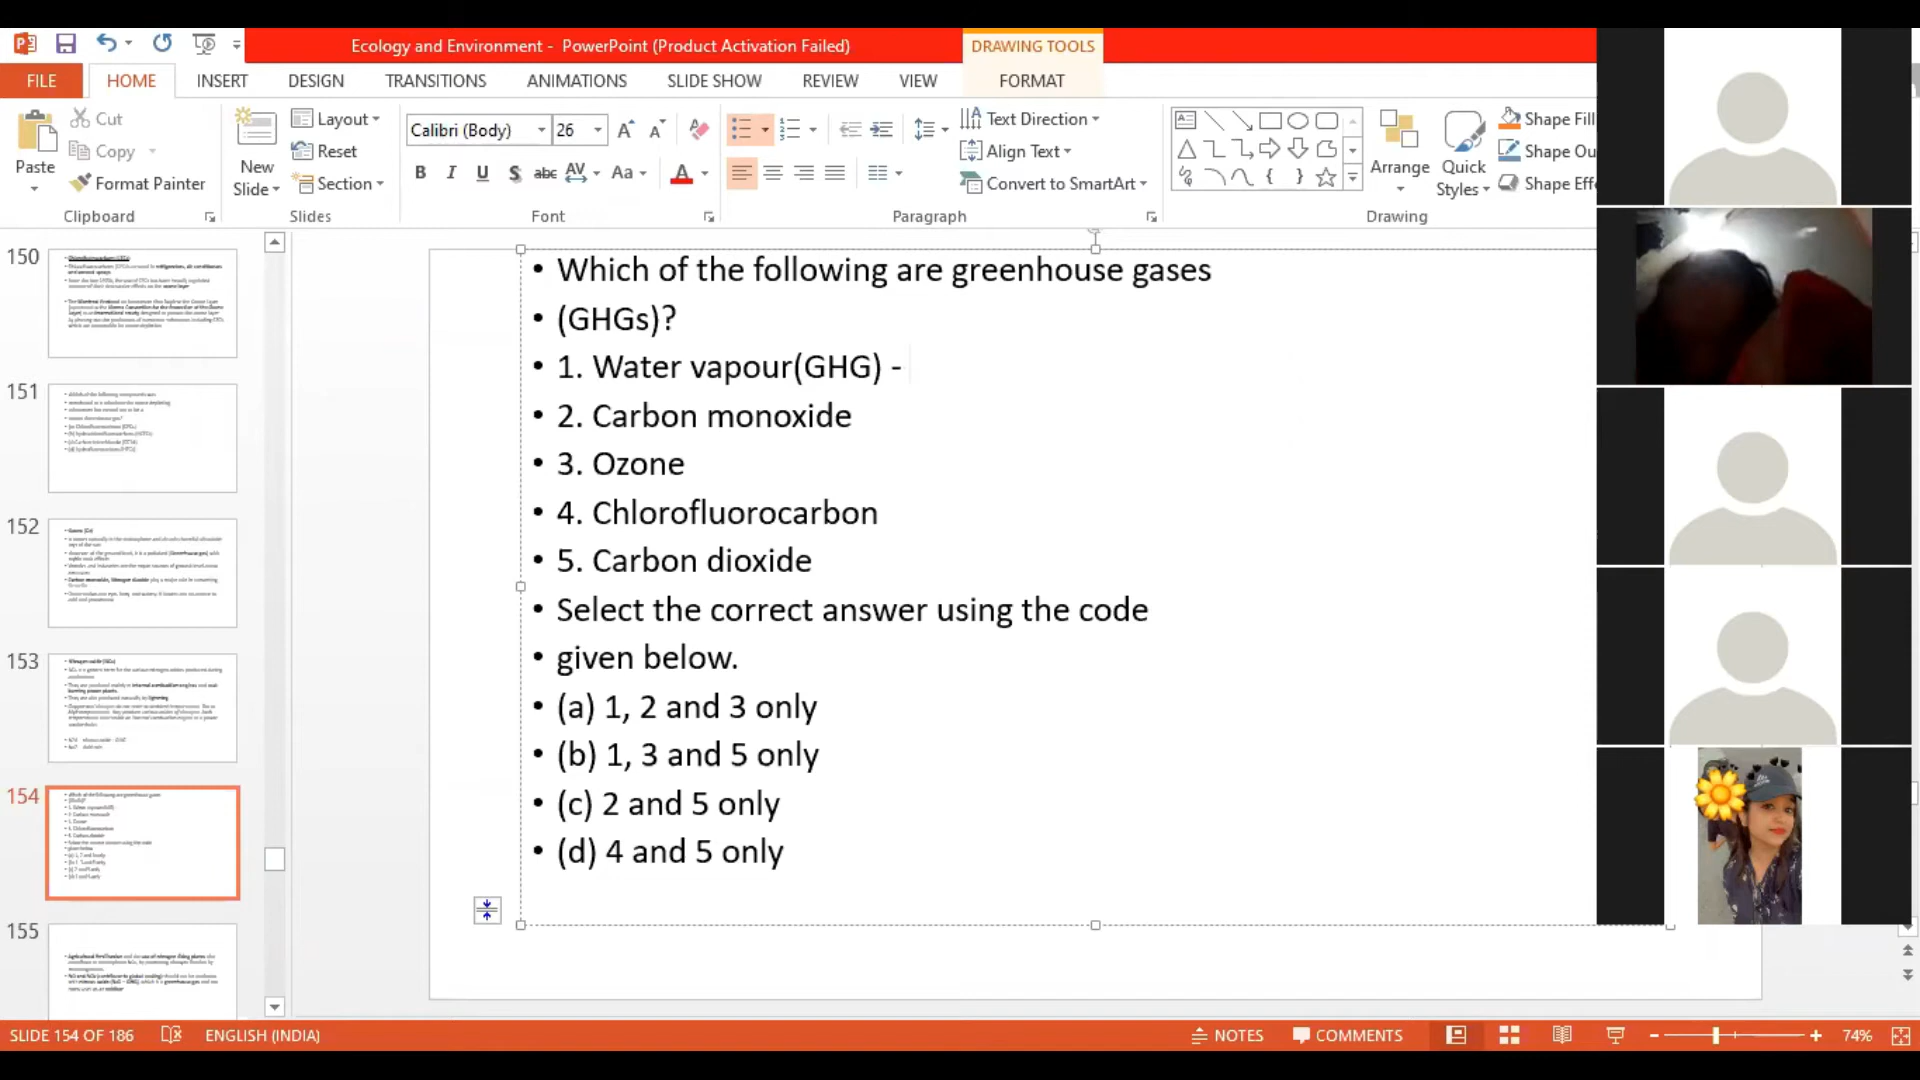 Ecology and Environment - PowerPoint (Product Activation Failed)
DRAWING TOOLS
FILE
HOME
INSERT
DESIGN
TRANSITIONS
ANIMATIONS
SLIDE SHOW
REVIEW
VIEW
FORMAT
Paste
Cut
Copy
Format Painter
Clipboard
New Slide
Layout
Reset
Section
Slides
Calibri (Body)
26
Font
Text Direction
Align Text
Convert to SmartArt
Paragraph
Arrange
Quick Styles
Shape Fill
Shape Ou
Shape Effe
Drawing
150
151
152
153
154
155
• Which of the following are greenhouse gases
• (GHGs)?
• 1. Water vapour(GHG) -
• 2. Carbon monoxide
• 3. Ozone
• 4. Chlorofluorocarbon
• 5. Carbon dioxide
• Select the correct answer using the code
• given below.
• (a) 1, 2 and 3 only
• (b) 1, 3 and 5 only
• (c) 2 and 5 only
• (d) 4 and 5 only
SLIDE 154 OF 186
ENGLISH (INDIA)
NOTES
COMMENTS
74%